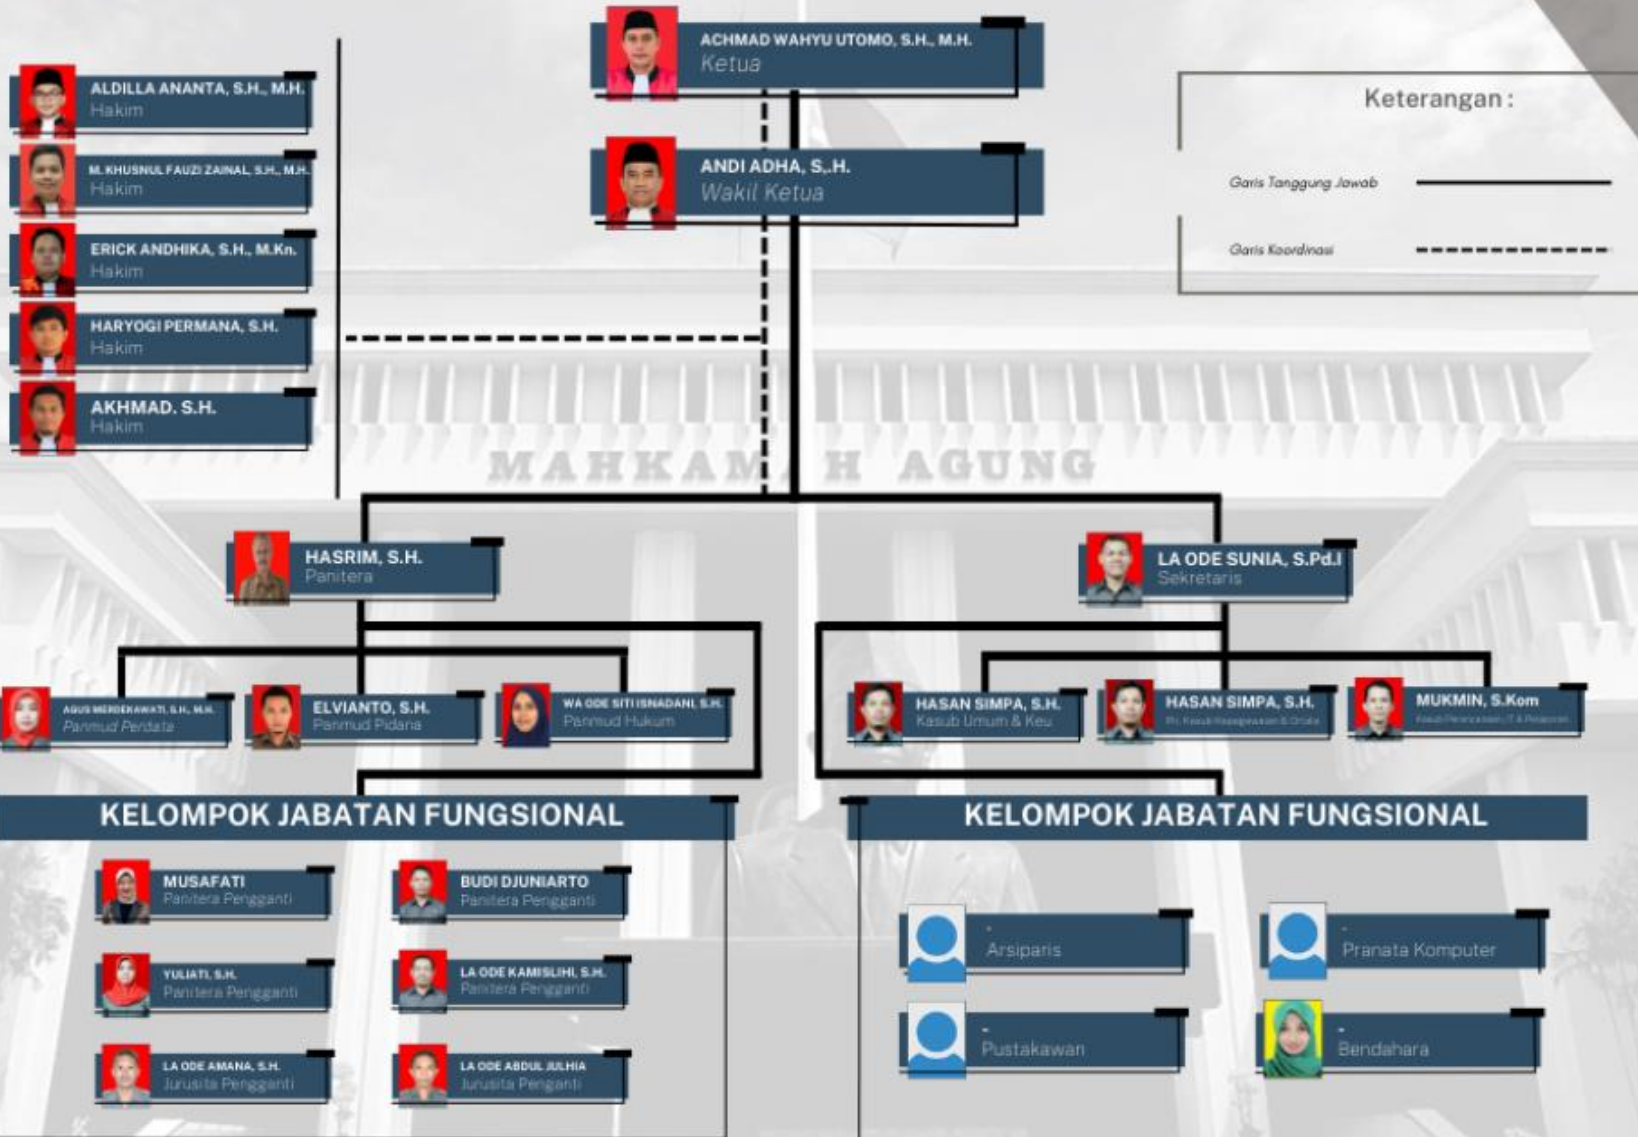 ACHMAD WAHYU UTOMO, S.H., M.H.
Ketua
ANDI ADHA, S,.H.
Wakil Ketua
Keterangan :
Garis Tanggung Jawab
Garis Koordinasi
ALDILLA ANANTA, S.H., M.H.
Hakim
M. KHUSNUL FAUZI ZAINAL, S.H., M.H.
Hakim
ERICK ANDHIKA, S.H., M.Kn.
Hakim
HARYOGI PERMANA, S.H.
Hakim
AKHMAD. S.H.
Hakim
MAHKAMAH AGUNG
HASRIM, S.H.
Panitera
LA ODE SUNIA, S.Pd.I
Sekretaris
AGUS MERDEKAWATI, S.H., M.H.
Panmud Perdata
ELVIANTO, S.H.
Panmud Pidana
WA ODE SITI ISNADANI, S.H.
Panmud Hukum
HASAN SIMPA, S.H.
Kasub Umum & Keu
HASAN SIMPA, S.H.
MUKMIN, S.Kom
KELOMPOK JABATAN FUNGSIONAL
MUSAFATI
Panitera Pengganti
BUDI DJUNIARTO
Panitera Pengganti
YULIATI, S.H.
Panitera Pengganti
LA ODE KAMISLIHI, S.H.
Panitera Pengganti
LA ODE AMANA, S.H.
Jurusita Pengganti
LA ODE ABDUL JULHIA
Jurusita Penganti
KELOMPOK JABATAN FUNGSIONAL
-
Arsiparis
-
Pranata Komputer
-
Pustakawan
-
Bendahara